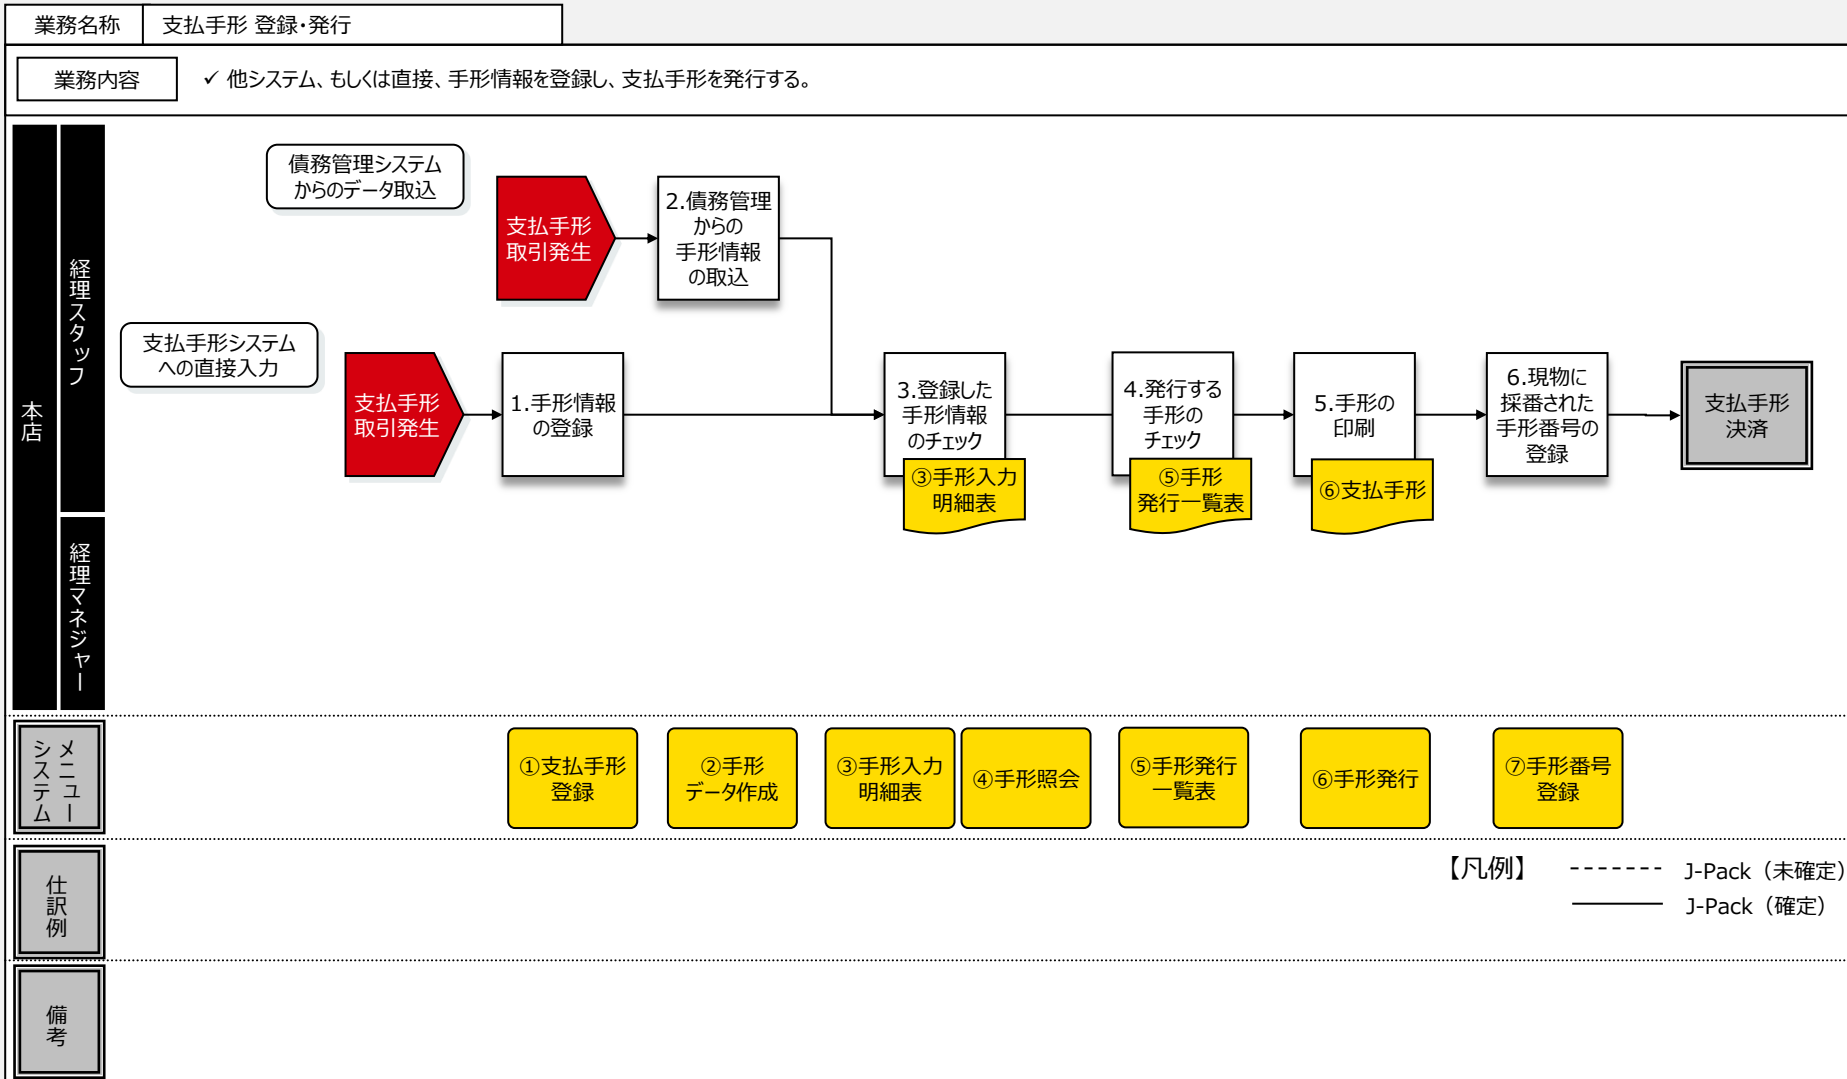 業務名称
支払手形 登録・発行
業務内容
✓ 他システム、もしくは直接、手形情報を登録し、支払手形を発行する。
本店
経理スタッフ
経理マネジャー
債務管理システム
からのデータ取込
支払手形
取引発生
2.債務管理
からの
手形情報
の取込
支払手形システム
への直接入力
支払手形
取引発生
1.手形情報
の登録
3.登録した
手形情報
のチェック
③手形入力
明細表
4.発行する
手形の
チェック
⑤手形
発行一覧表
5.手形の
印刷
⑥支払手形
6.現物に
採番された
手形番号の
登録
支払手形
決済
システム
メニュー
①支払手形
登録
②手形
データ作成
③手形入力
明細表
④手形照会
⑤手形発行
一覧表
⑥手形発行
⑦手形番号
登録
仕訳例
【凡例】
J-Pack（未確定）
J-Pack（確定）
備考